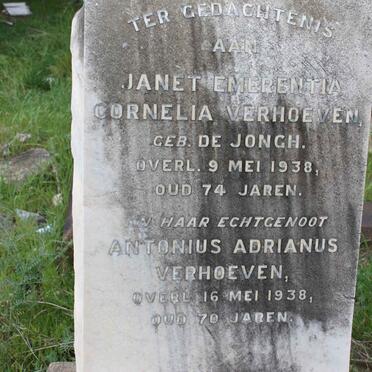 TER GEDACHTENIS
AAN
JANET EMERENTIA
CORNELIA VERHOEVEN,
GEB. DE JONGH.
OVERL. 9 MEI 1938,
OUD 74 JAREN.
EN HAAR ECHTGENOOT
ANTONIUS ADRIANUS
VERHOEVEN,
OVERL. 16 MEI 1938,
OUD 70 JAREN.